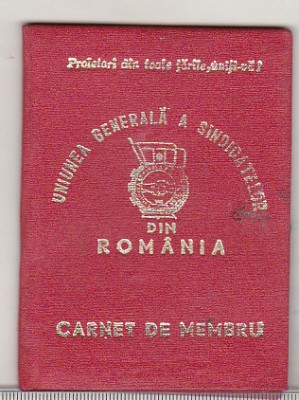 Proletari din toate țările, uniți-vă!
UNIUNEA GENERALĂ A SINDICATELOR
DIN
ROMÂNIA
CARNET DE MEMBRU